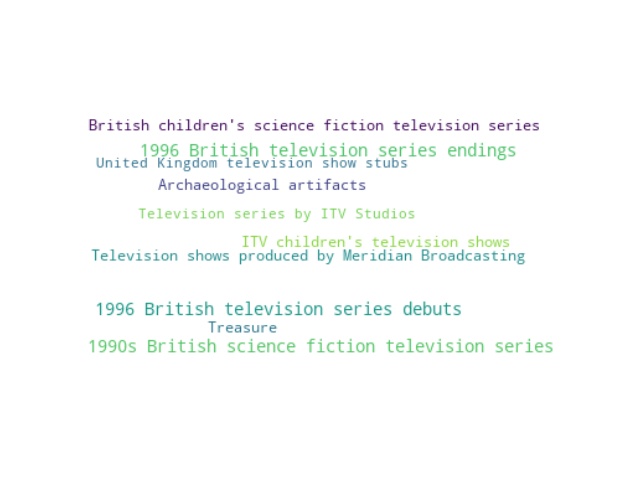 British children's science fiction television series
1996 British television series endings
United Kingdom television show stubs
Archaeological artifacts
Television series by ITV Studios
ITV children's television shows
Television shows produced by Meridian Broadcasting
1996 British television series debuts
Treasure
1990s British science fiction television series